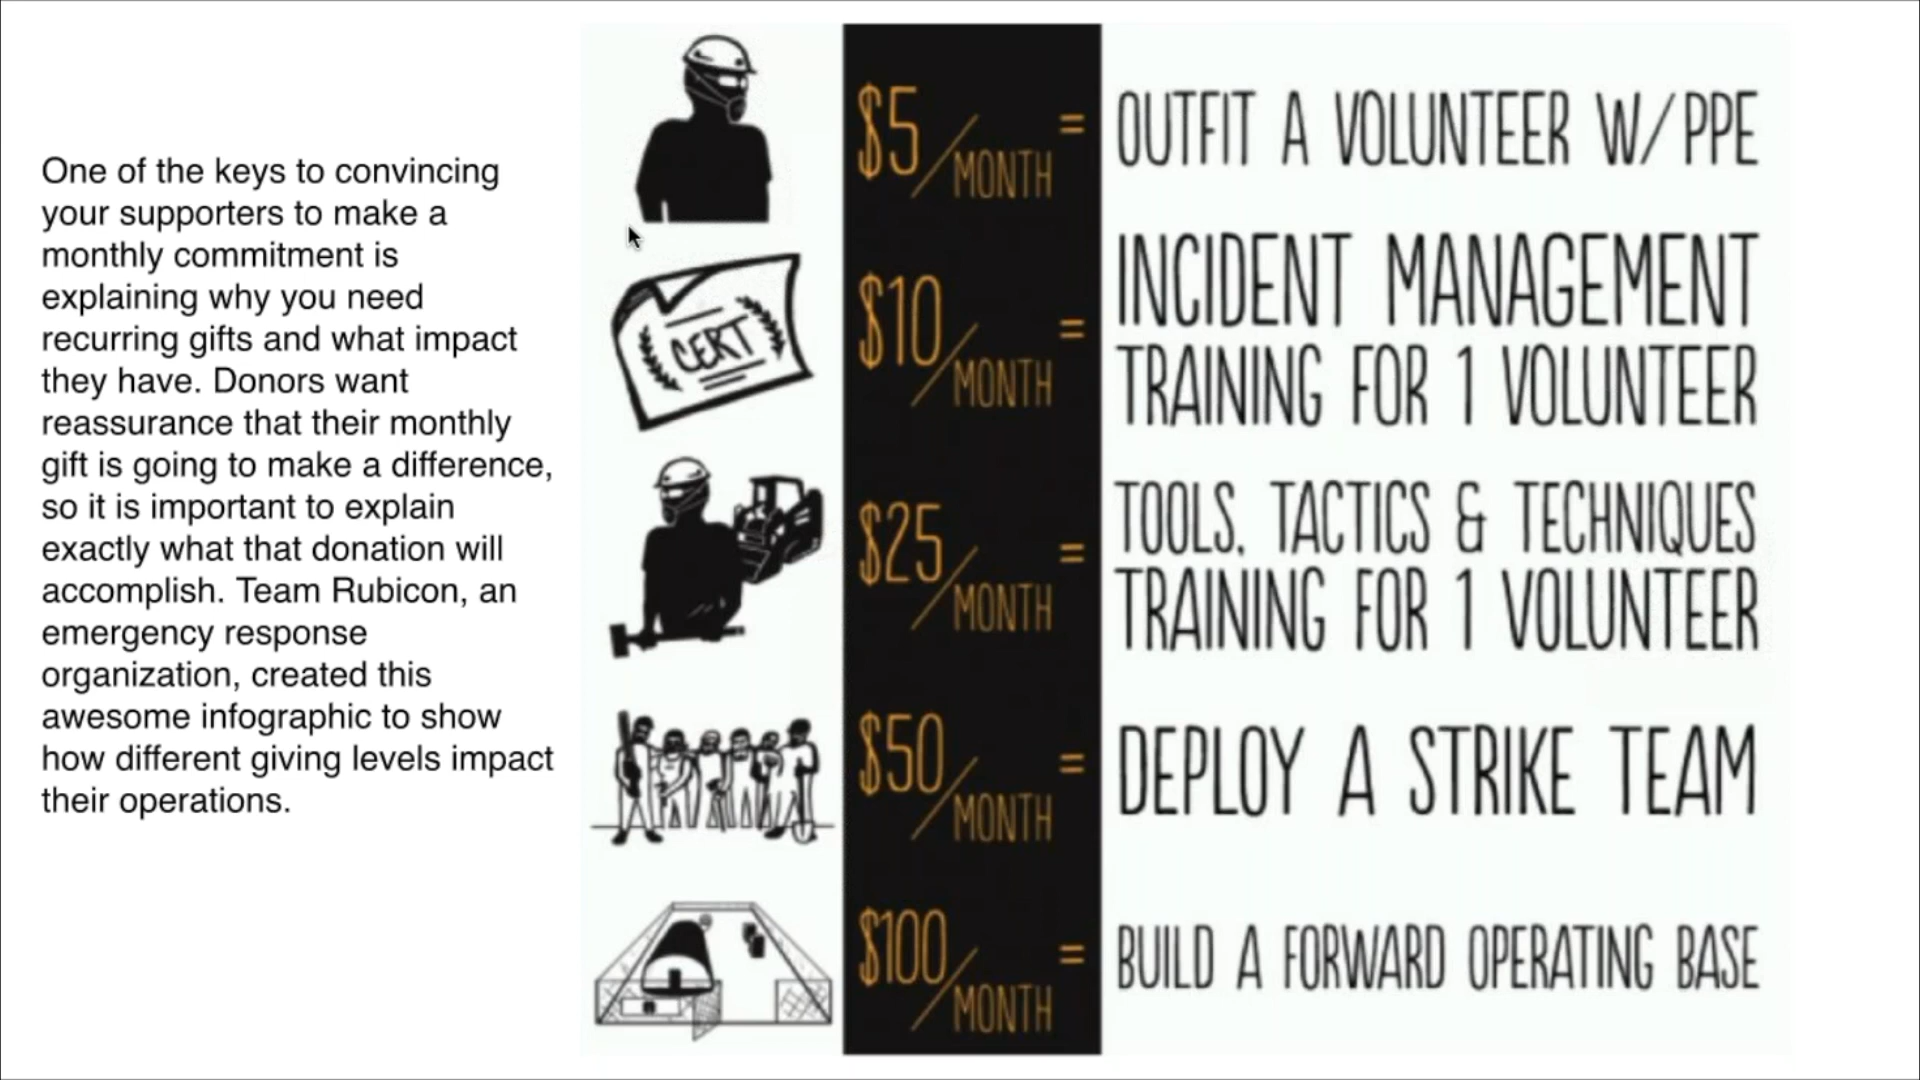 One of the keys to convincing
your supporters to make a
monthly commitment is
explaining why you need
recurring gifts and what impact
they have. Donors want
reassurance that their monthly
gift is going to make a difference,
so it is important to explain
exactly what that donation will
accomplish. Team Rubicon, an
emergency response
organization, created this
awesome infographic to show
how different giving levels impact
their operations.
$5/MONTH = OUTFIT A VOLUNTEER W/PPE
CERT
$10/MONTH = INCIDENT MANAGEMENT
TRAINING FOR 1 VOLUNTEER
$25/MONTH = TOOLS, TACTICS & TECHNIQUES
TRAINING FOR 1 VOLUNTEER
$50/MONTH = DEPLOY A STRIKE TEAM
$100/MONTH = BUILD A FORWARD OPERATING BASE